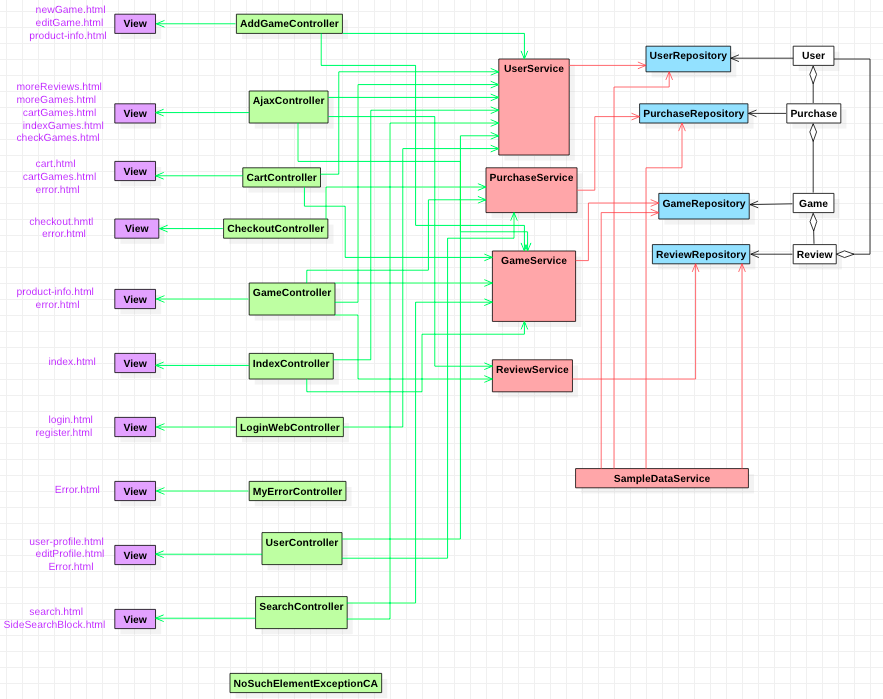 newGame.html
editGame.html
product-info.html
View
AddGameController
UserService
UserRepository
User
moreReviews.html
moreGames.html
cartGames.html
indexGames.html
checkGames.html
View
AjaxController
PurchaseRepository
Purchase
cart.html
cartGames.html
error.html
View
CartController
PurchaseService
GameRepository
Game
checkout.hmtl
error.html
View
CheckoutController
GameService
ReviewRepository
Review
product-info.html
error.html
View
GameController
index.html
View
IndexController
ReviewService
login.html
register.html
View
LoginWebController
Error.html
View
MyErrorController
SampleDataService
user-profile.html
editProfile.html
Error.html
View
UserController
search.html
SideSearchBlock.html
View
SearchController
NoSuchElementExceptionCA